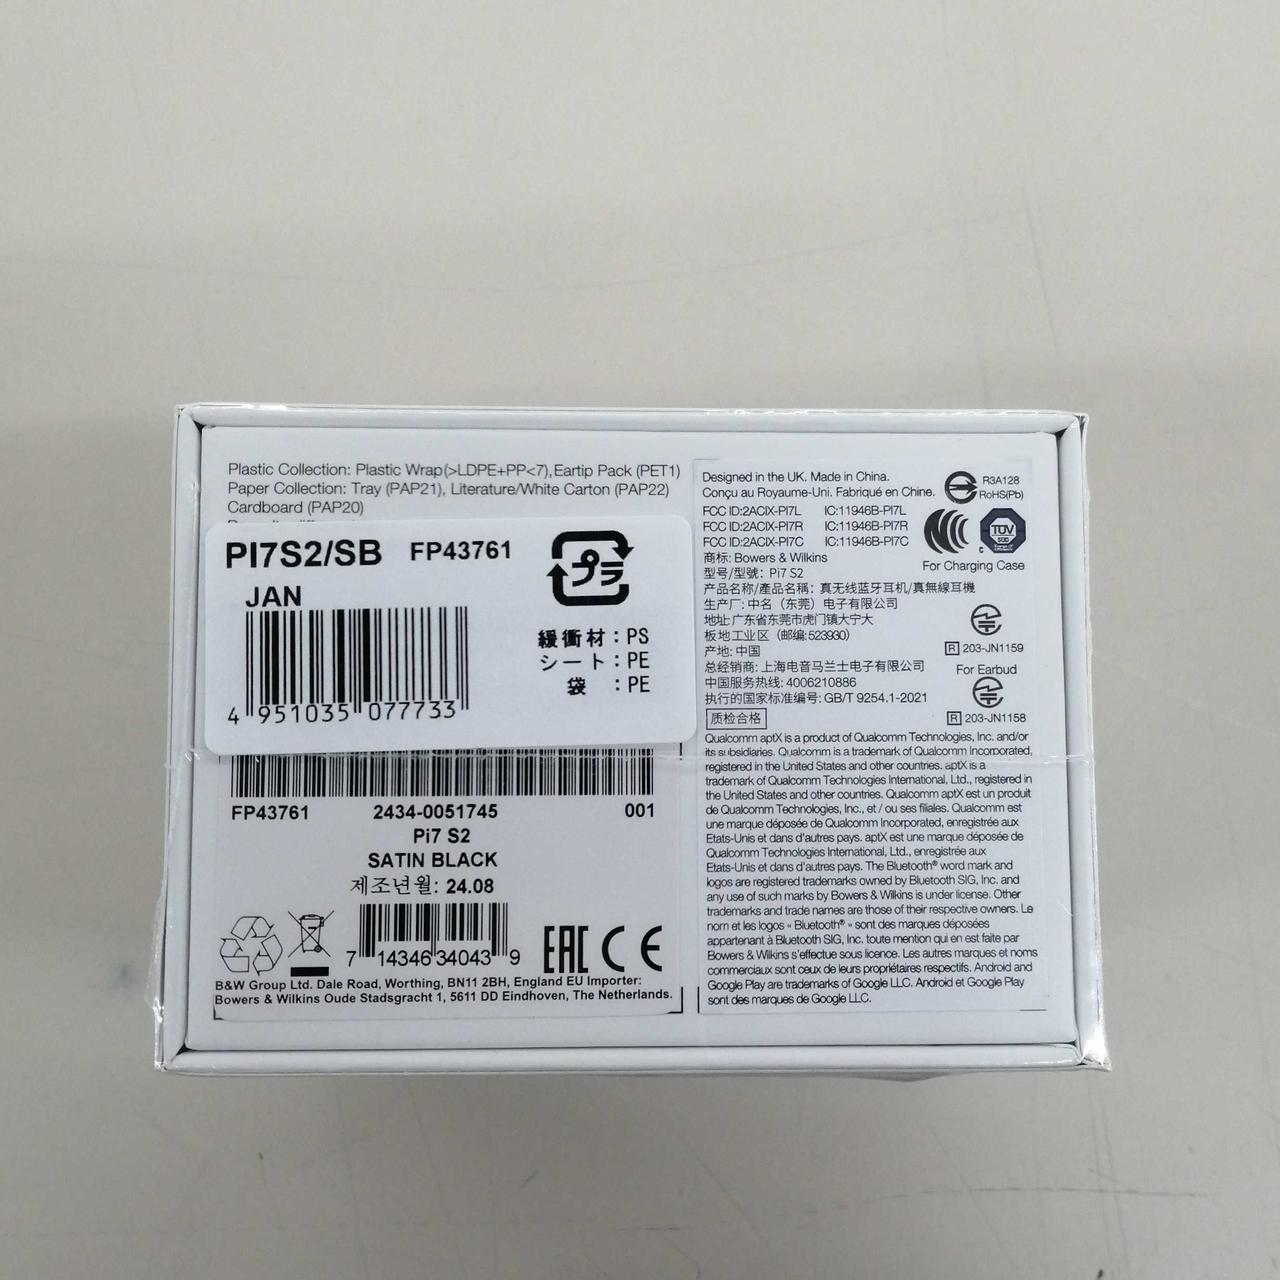 Plastic Collection: Plastic Wrap(>LDPE+PP<7), Eartip Pack (PET1)
Paper Collection: Tray (PAP21), Literature/White Carton (PAP22)
Cardboard (PAP20)
PI7S2/SB FP43761
JAN
プラ
緩衝材：PS
シート：PE
袋 ：PE
4 951035 077733
FP43761 2434-0051745 001
Pi7 S2
SATIN BLACK
제조년월: 24.08
7 14346 34043 9
EAC CE
B&W Group Ltd. Dale Road, Worthing, BN11 2BH, England EU Importer:
Bowers & Wilkins Oude Stadsgracht 1, 5611 DD Eindhoven, The Netherlands.
Designed in the UK. Made in China.
Conçu au Royaume-Uni. Fabriqué en Chine.
R3A128
RoHS(Pb)
FCC ID:2ACIX-PI7L IC:11946B-PI7L
FCC ID:2ACIX-PI7R IC:11946B-PI7R
FCC ID:2ACIX-PI7C IC:11946B-PI7C
TÜV
SÜD
For Charging Case
商标: Bowers & Wilkins
型号/型號：Pi7 S2
产品名称/產品名稱：真无线蓝牙耳机/真無線耳機
生产厂: 中名（东莞）电子有限公司
地址: 广东省东莞市虎门镇大宁大
板地工业区（邮编:523930）
产地: 中国
总经销商: 上海电音马兰士电子有限公司
中国服务热线: 4006210886
执行的国家标准编号: GB/T 9254.1-2021
质检合格
R 203-JN1159
For Earbud
R 203-JN1158
Qualcomm aptX is a product of Qualcomm Technologies, Inc. and/or
its subsidiaries. Qualcomm is a trademark of Qualcomm Incorporated,
registered in the United States and other countries. aptX is a
trademark of Qualcomm Technologies International, Ltd., registered in
the United States and other countries. Qualcomm aptX est un produit
de Qualcomm Technologies, Inc., et / ou ses filiales. Qualcomm est
une marque déposée de Qualcomm Incorporated, enregistrée aux
Etats-Unis et dans d'autres pays. aptX est une marque déposée de
Qualcomm Technologies International, Ltd., enregistrée aux
Etats-Unis et dans d'autres pays. The Bluetooth® word mark and
logos are registered trademarks owned by Bluetooth SIG, Inc. and
any use of such marks by Bowers & Wilkins is under license. Other
trademarks and trade names are those of their respective owners. Le
nom et les logos « Bluetooth® » sont des marques déposées
appartenant à Bluetooth SIG, Inc. toute mention qui en est faite par
Bowers & Wilkins s'effectue sous licence. Les autres marques et noms
commerciaux sont ceux de leurs propriétaires respectifs. Android and
Google Play are trademarks of Google LLC. Android et Google Play
sont des marques de Google LLC.